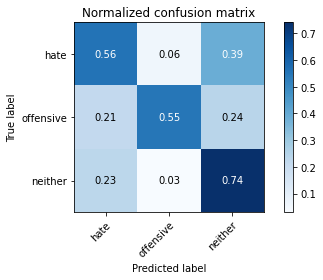 Normalized confusion matrix
True label
hate 0.56 0.06 0.39
offensive 0.21 0.55 0.24
neither 0.23 0.03 0.74
hate offensive neither
Predicted label
0.7
0.6
0.5
0.4
0.3
0.2
0.1